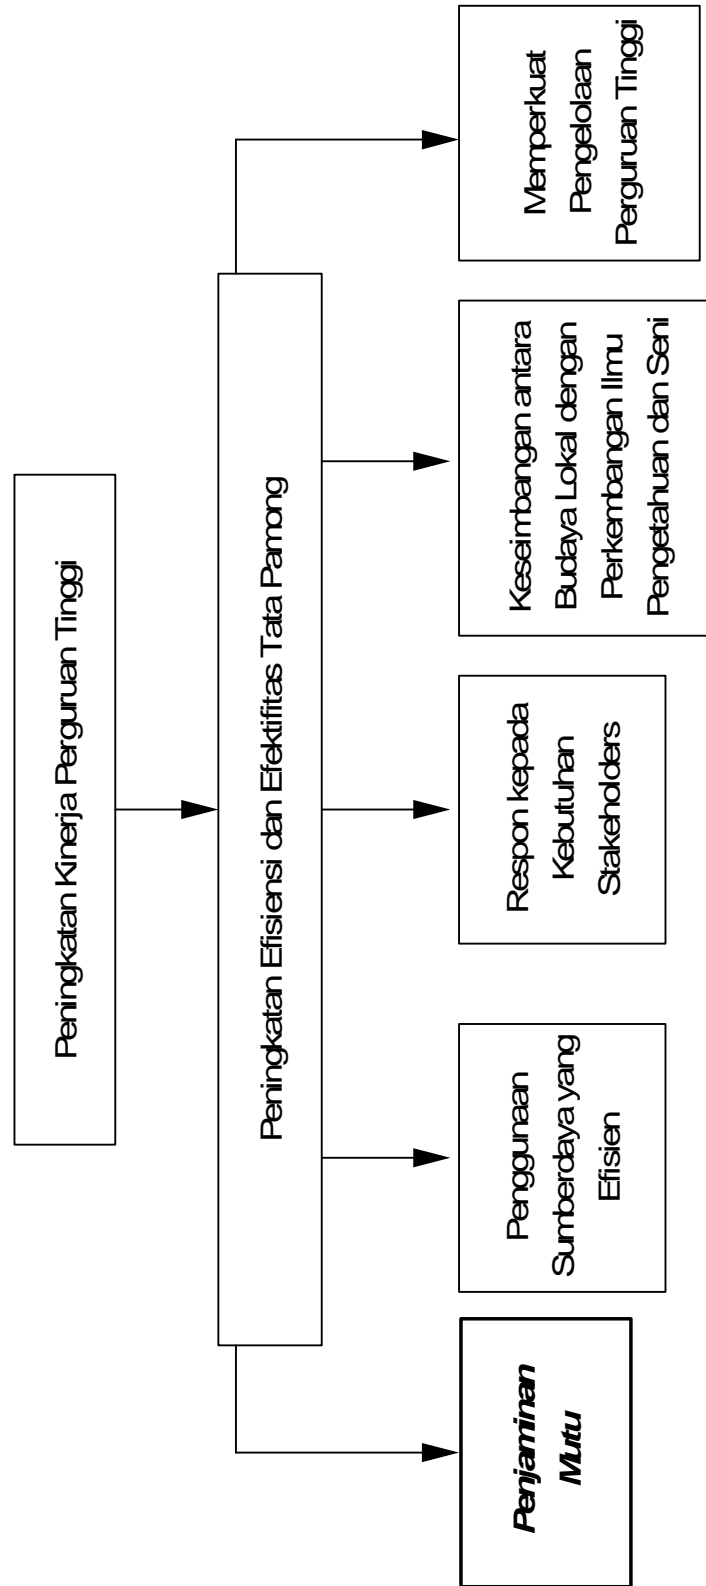 Peningkatan Kinerja Perguruan Tinggi
Peningkatan Efisiensi dan Efektifitas Tata Pamong
Penjaminan
Mutu
Penggunaan
Sumberdaya yang
Efisien
Respon kepada
Kebutuhan
Stakeholders
Keseimbangan antara
Budaya Lokal dengan
Perkembangan Ilmu
Pengetahuan dan Seni
Memperkuat
Pengelolaan
Perguruan Tinggi